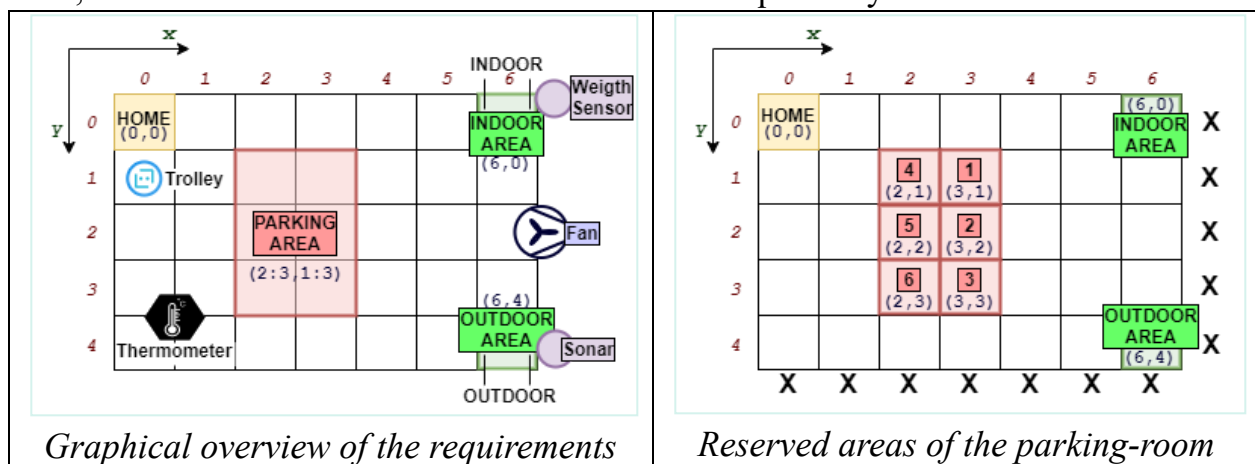 x
0 1 2 3 4 5 6
INDOOR
Weigth
Sensor
Y
0
HOME
(0,0)
INDOOR
AREA
(6,0)
1
Trolley
2
PARKING
AREA
(2:3,1:3)
Fan
3
°C
Thermometer
4
(6,4)
OUTDOOR
AREA
Sonar
OUTDOOR
Graphical overview of the requirements
x
0 1 2 3 4 5 6
Y
0
HOME
(0,0)
(6,0)
INDOOR
AREA
X
1
4 1
(2,1) (3,1)
X
2
5 2
(2,2) (3,2)
X
3
6 3
(2,3) (3,3)
X
4
OUTDOOR
AREA
(6,4)
X
X X X X X X X
Reserved areas of the parking-room